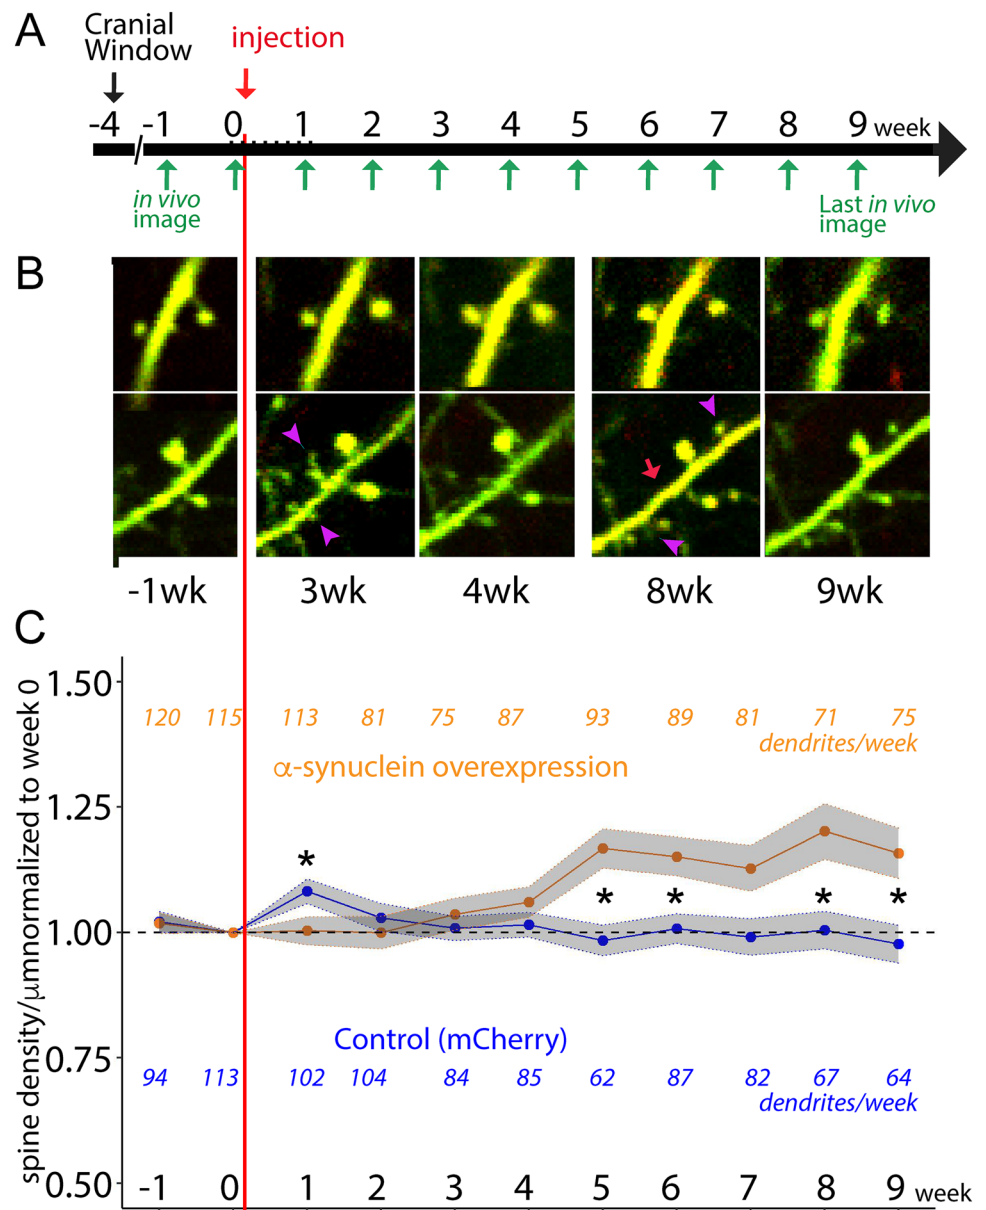 A
Cranial
Window
injection
-4 -1 0 1 2 3 4 5 6 7 8 9 week
in vivo
image
Last in vivo
image
B
-1wk 3wk 4wk 8wk 9wk
C
spine density/μmnormalized to week 0
1.50
120 115 113 81 75 87 93 89 81 71 75
dendrites/week
α-synuclein overexpression
1.25
*
* * * *
1.00
Control (mCherry)
0.75
94 113 102 104 84 85 62 87 82 67 64
dendrites/week
0.50
-1 0 1 2 3 4 5 6 7 8 9 week